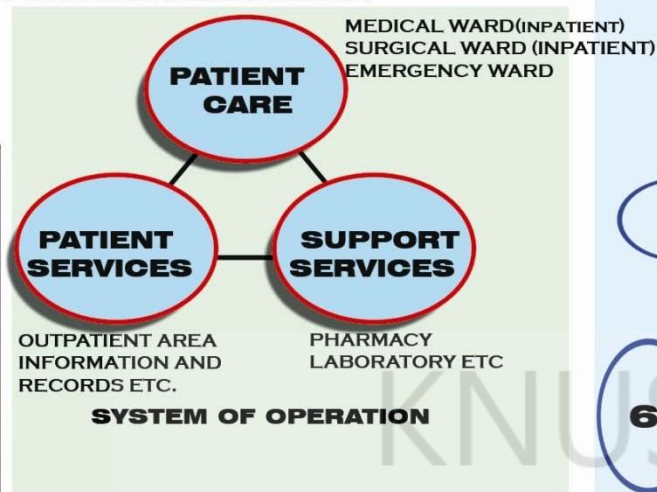 MEDICAL WARD(INPATIENT)
SURGICAL WARD (INPATIENT)
EMERGENCY WARD
PATIENT
CARE
PATIENT
SERVICES
SUPPORT
SERVICES
OUTPATIENT AREA
INFORMATION AND
RECORDS ETC.
PHARMACY
LABORATORY ETC
SYSTEM OF OPERATION
KNUS
6